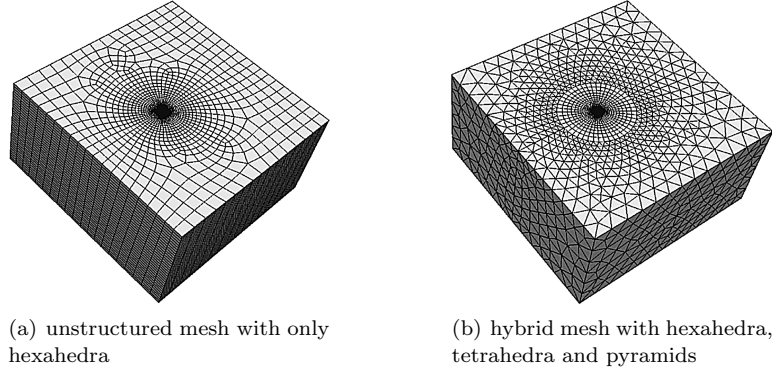 (a) unstructured mesh with only
hexahedra
(b) hybrid mesh with hexahedra,
tetrahedra and pyramids